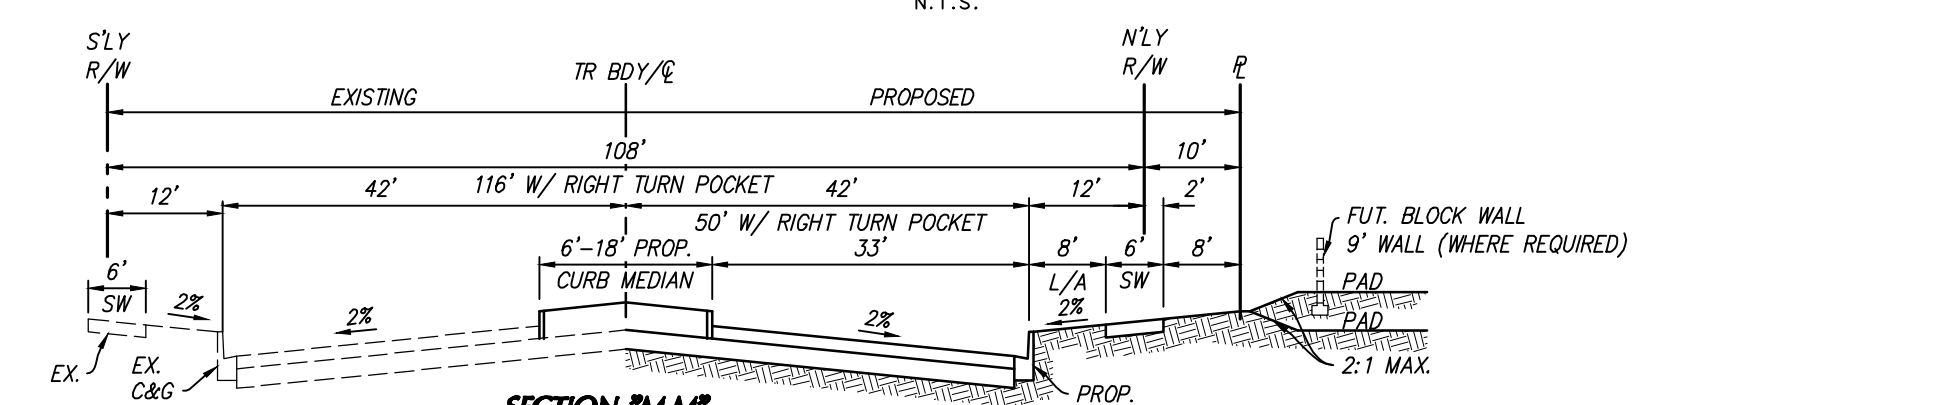 N.T.S.
S'LY
R/W
TR BDY/℄
N'LY
R/W
PL
EXISTING
PROPOSED
108'
10'
116' W/ RIGHT TURN POCKET
12'
42'
42'
12'
2'
50' W/ RIGHT TURN POCKET
6'-18' PROP.
CURB MEDIAN
33'
8'
L/A
6'
SW
8'
6'
SW
2%
2%
2%
2%
FUT. BLOCK WALL
9' WALL (WHERE REQUIRED)
PAD
PAD
2:1 MAX.
EX.
EX.
C&G
PROP.
SECTION "M-M"